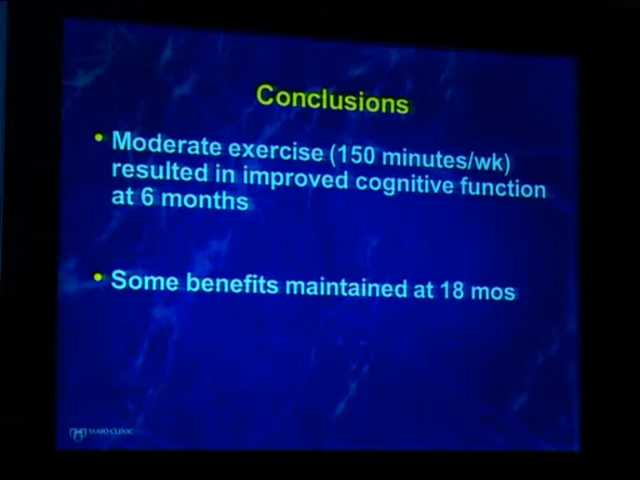 Conclusions
• Moderate exercise (150 minutes/wk)
resulted in improved cognitive function
at 6 months
• Some benefits maintained at 18 mos
MAYO CLINIC